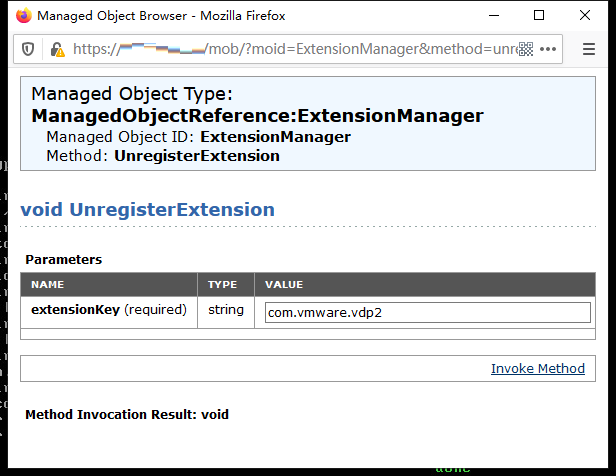 Managed Object Browser - Mozilla Firefox
https:// /mob/?moid=ExtensionManager&method=unre
Managed Object Type:
ManagedObjectReference:ExtensionManager
Managed Object ID: ExtensionManager
Method: UnregisterExtension
void UnregisterExtension
Parameters
NAME TYPE VALUE
extensionKey (required) string com.vmware.vdp2
Invoke Method
Method Invocation Result: void